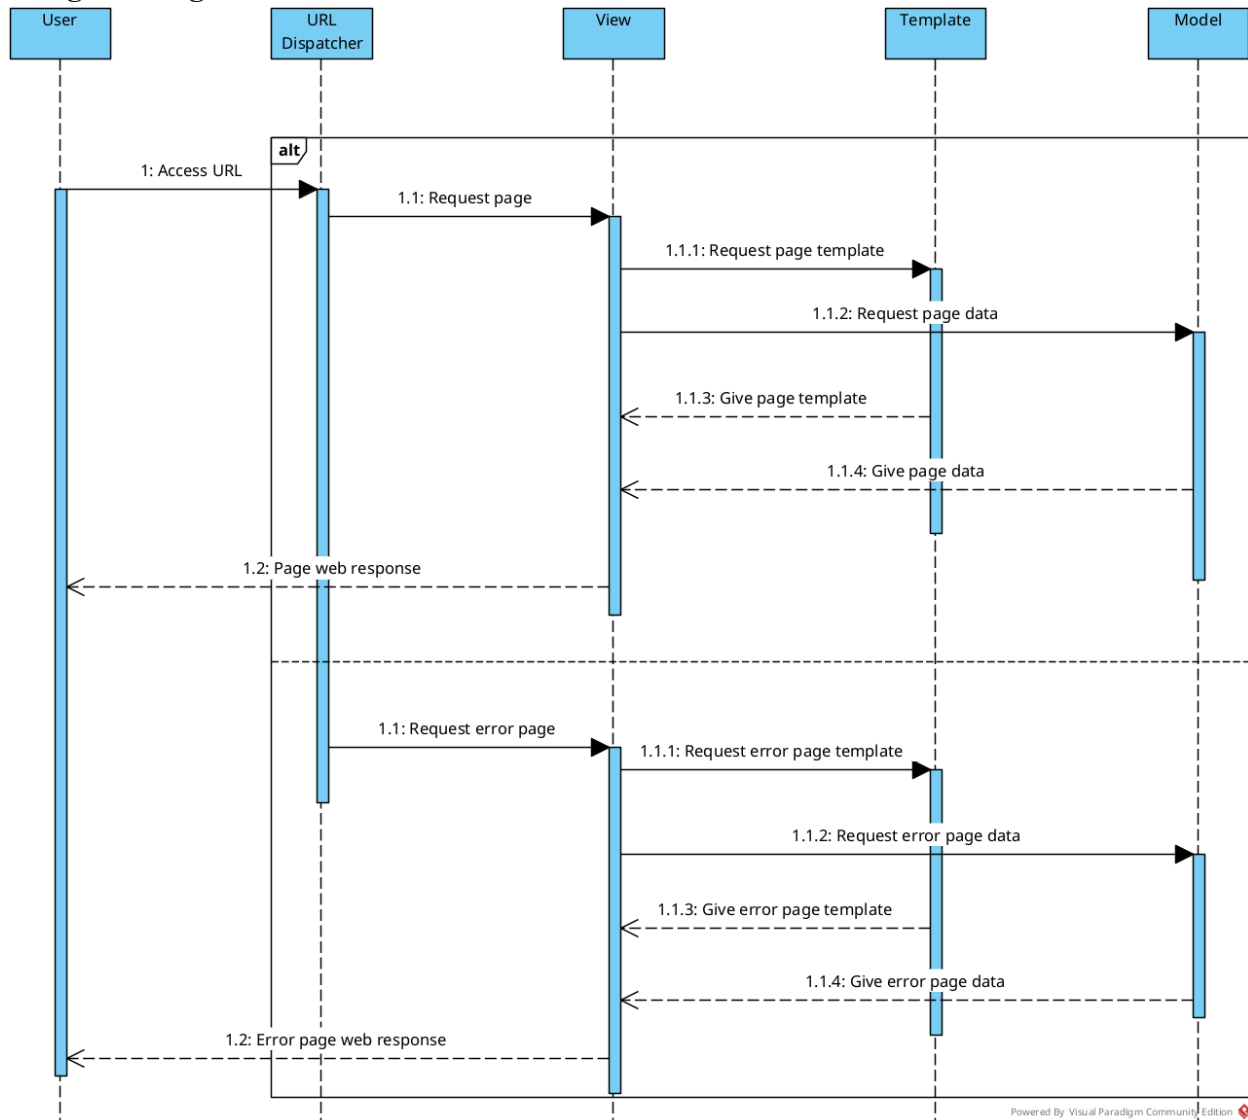 User
URL
Dispatcher
View
Template
Model
alt
1: Access URL
1.1: Request page
1.1.1: Request page template
1.1.2: Request page data
1.1.3: Give page template
1.1.4: Give page data
1.2: Page web response
1.1: Request error page
1.1.1: Request error page template
1.1.2: Request error page data
1.1.3: Give error page template
1.1.4: Give error page data
1.2: Error page web response
Powered By Visual Paradigm Community Edition